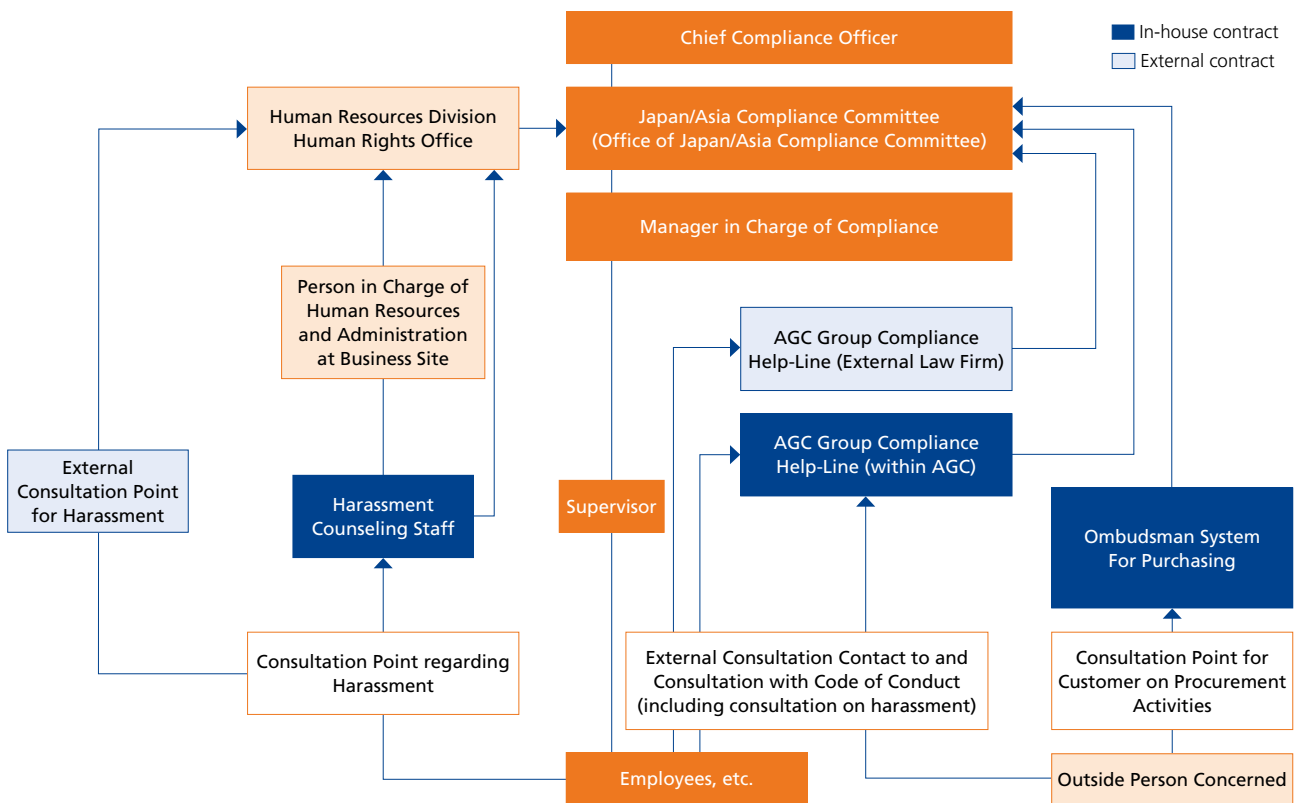 Chief Compliance Officer
In-house contract
External contract
Human Resources Division
Human Rights Office
Japan/Asia Compliance Committee
(Office of Japan/Asia Compliance Committee)
Manager in Charge of Compliance
Person in Charge of
Human Resources
and Administration
at Business Site
AGC Group Compliance
Help-Line (External Law Firm)
AGC Group Compliance
Help-Line (within AGC)
External
Consultation Point
for Harassment
Harassment
Counseling Staff
Supervisor
Ombudsman System
For Purchasing
Consultation Point regarding
Harassment
External Consultation Contact to and
Consultation with Code of Conduct
(including consultation on harassment)
Consultation Point for
Customer on Procurement
Activities
Employees, etc.
Outside Person Concerned